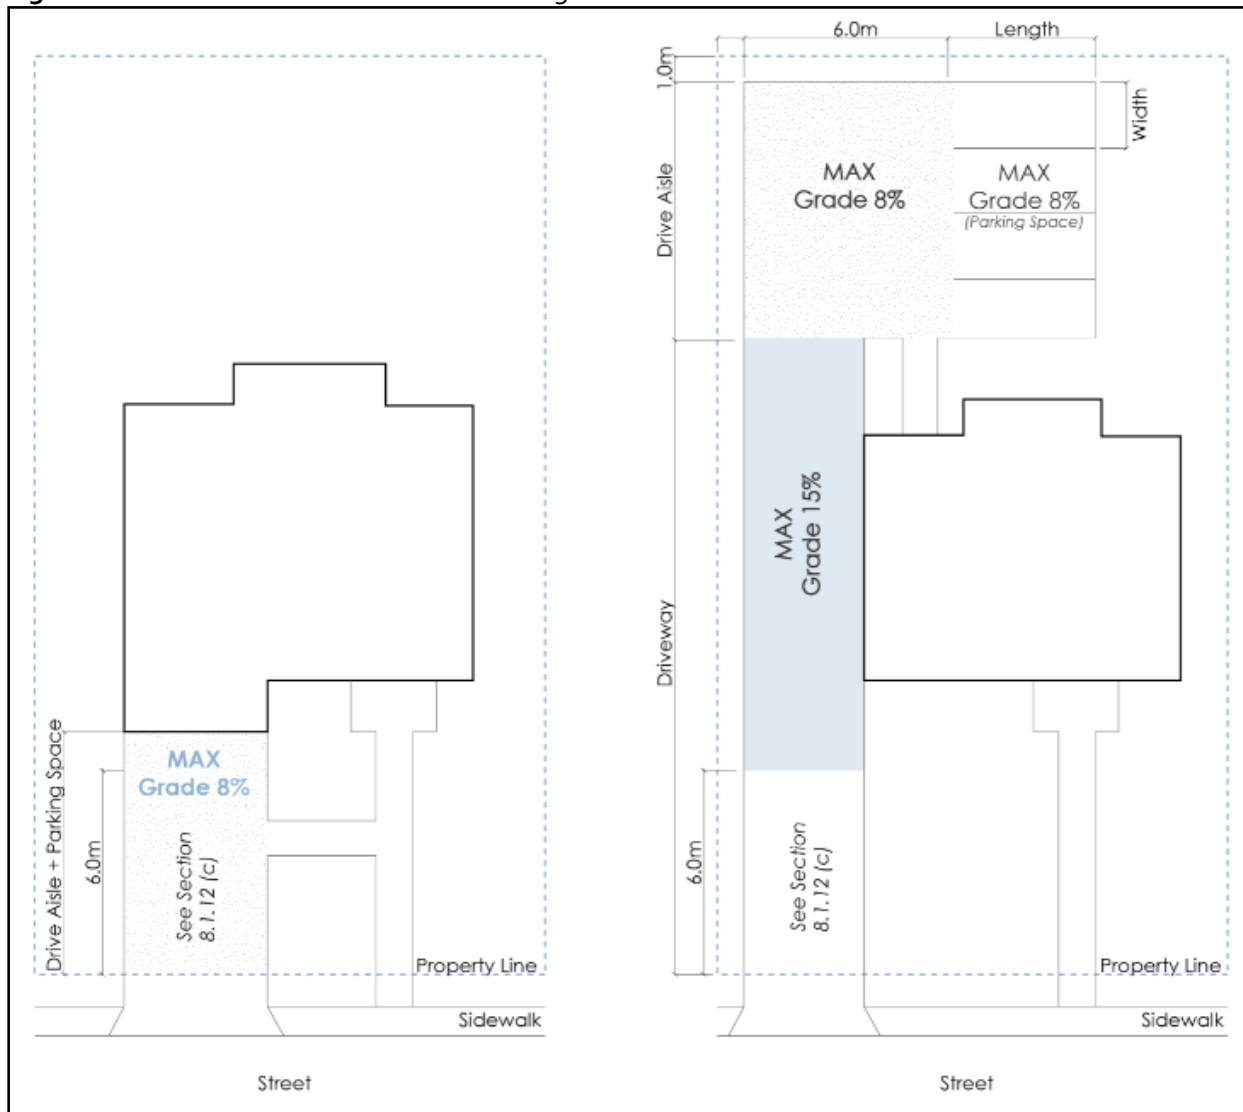 6.0m
Length
1.0m
Width
Drive Aisle
MAX
Grade 8%
MAX
Grade 8%
(Parking Space)
MAX
Grade 15%
Driveway
Drive Aisle + Parking Space
6.0m
MAX
Grade 8%
See Section
8.1.12 (c)
6.0m
See Section
8.1.12 (c)
Property Line
Property Line
Sidewalk
Sidewalk
Street
Street